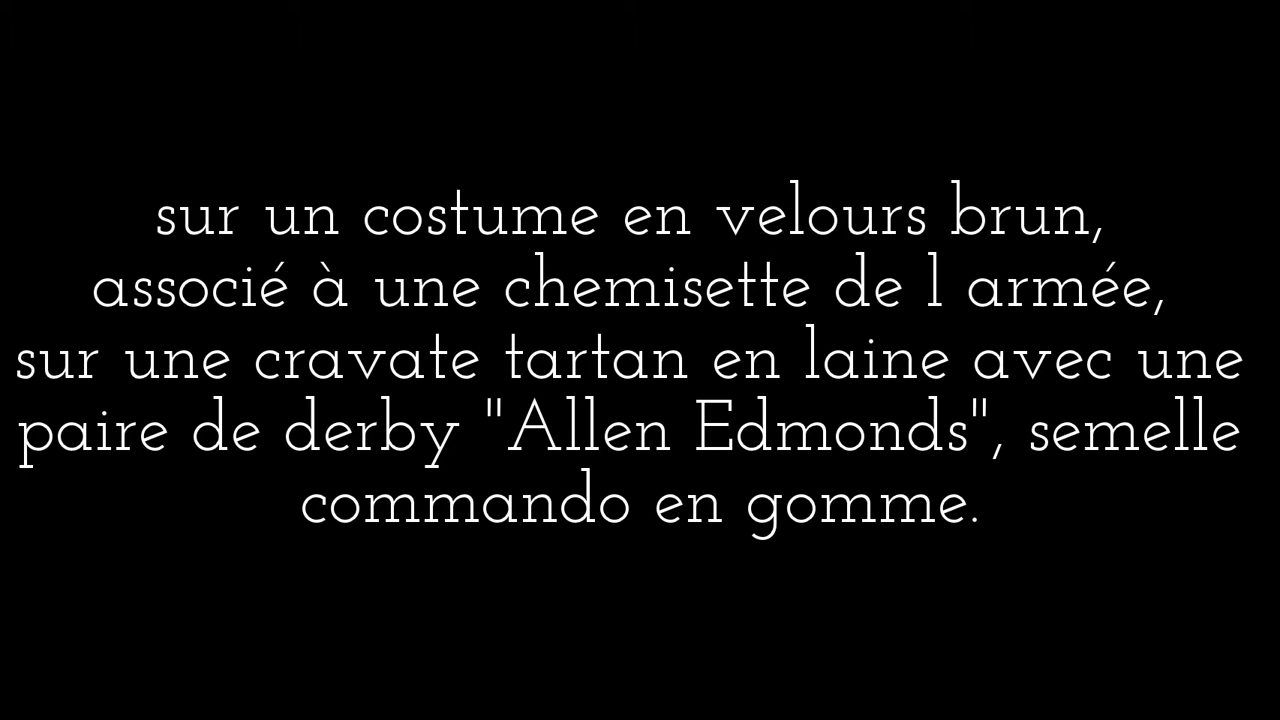 sur un costume en velours brun,
associé à une chemisette de l armée,
sur une cravate tartan en laine avec une
paire de derby "Allen Edmonds", semelle
commando en gomme.